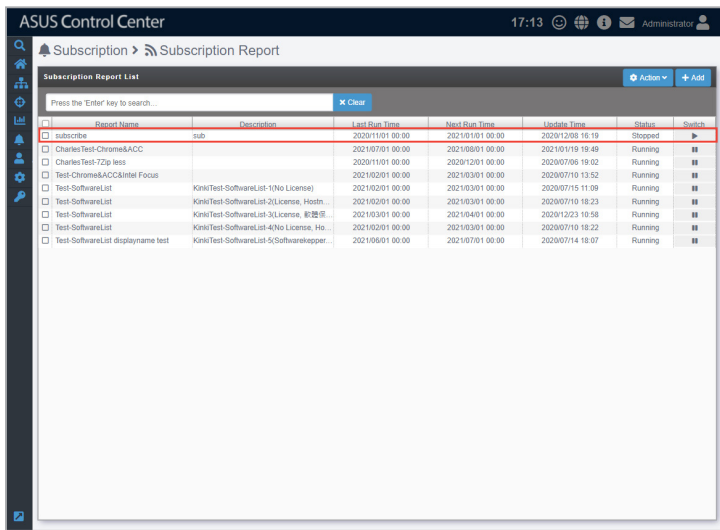 ASUS Control Center 17:13 Administrator
Subscription > Subscription Report
Subscription Report List Action + Add
Press the 'Enter' key to search... × Clear
Report Name Description Last Run Time Next Run Time Update Time Status Switch
subscribe sub 2020/11/01 00:00 2021/01/01 00:00 2020/12/08 16:19 Stopped
CharlesTest-Chrome&ACC 2021/07/01 00:00 2021/08/01 00:00 2021/01/19 19:49 Running
CharlesTest-7Zip less 2020/11/01 00:00 2020/12/01 00:00 2020/07/06 19:02 Running
Test-Chrome&ACC&Intel Focus 2021/02/01 00:00 2021/03/01 00:00 2020/07/10 13:52 Running
Test-SoftwareList KinkiTest-SoftwareList-1(No License) 2021/02/01 00:00 2021/03/01 00:00 2020/07/15 11:09 Running
Test-SoftwareList KinkiTest-SoftwareList-2(License, Hostn... 2021/02/01 00:00 2021/03/01 00:00 2020/07/10 18:23 Running
Test-SoftwareList KinkiTest-SoftwareList-3(License, 軟體保... 2021/03/01 00:00 2021/04/01 00:00 2020/12/23 10:58 Running
Test-SoftwareList KinkiTest-SoftwareList-4(No License, Ho... 2021/02/01 00:00 2021/03/01 00:00 2020/07/10 18:22 Running
Test-SoftwareList displayname test KinkiTest-SoftwareList-5(Softwarekepper... 2021/06/01 00:00 2021/07/01 00:00 2020/07/14 18:07 Running